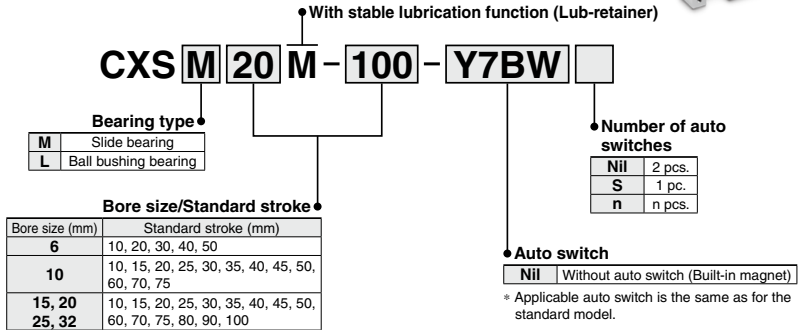 With stable lubrication function (Lub-retainer)
CXS M 20 M - 100 - Y7BW
Bearing type
M Slide bearing
L Ball bushing bearing
Number of auto
switches
Nil 2 pcs.
S 1 pc.
n n pcs.
Bore size/Standard stroke
Bore size (mm) Standard stroke (mm)
6 10, 20, 30, 40, 50
10 10, 15, 20, 25, 30, 35, 40, 45, 50,
60, 70, 75
15, 20 10, 15, 20, 25, 30, 35, 40, 45, 50,
25, 32 60, 70, 75, 80, 90, 100
Auto switch
Nil Without auto switch (Built-in magnet)
* Applicable auto switch is the same as for the
standard model.